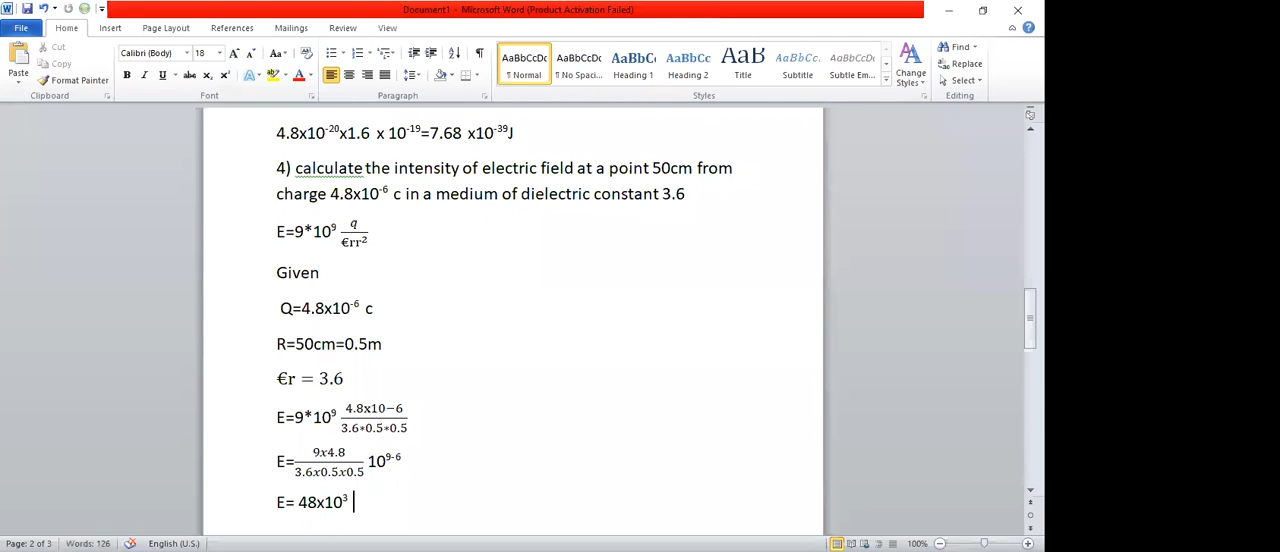 Document1 - Microsoft Word (Product Activation Failed)
File Home Insert Page Layout References Mailings Review View
Paste Cut Copy Format Painter
Calibri (Body) 18
AaBbCcDc AaBbCcDc AaBbC AaBbCc AaB AaBbCc. AaBbCcDc
¶ Normal ¶ No Spaci... Heading 1 Heading 2 Title Subtitle Subtle Em...
Change Styles
Find Replace Select
Clipboard Font Paragraph Styles Editing
4.8x10⁻²⁰x1.6 x 10⁻¹⁹=7.68 x10⁻³⁹J
4) calculate the intensity of electric field at a point 50cm from
charge 4.8x10⁻⁶ c in a medium of dielectric constant 3.6
E=9*10⁹ q/€rr²
Given
Q=4.8x10⁻⁶ c
R=50cm=0.5m
€r = 3.6
E=9*10⁹ 4.8x10−6/3.6∗0.5∗0.5
E=9x4.8/3.6x0.5x0.5 10⁹⁻⁶
E= 48x10³
Page: 2 of 3 Words: 126 English (U.S.) 100%